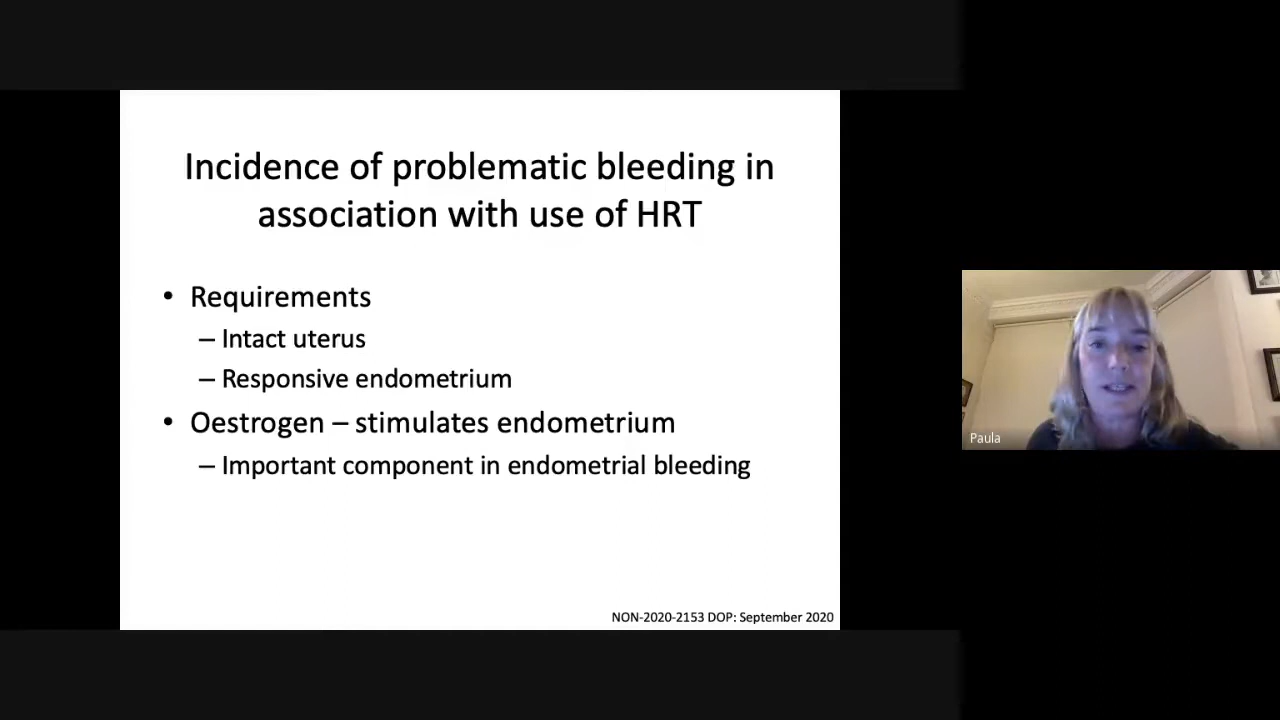 Incidence of problematic bleeding in
association with use of HRT
• Requirements
– Intact uterus
– Responsive endometrium
• Oestrogen – stimulates endometrium
– Important component in endometrial bleeding
NON-2020-2153 DOP: September 2020
Paula